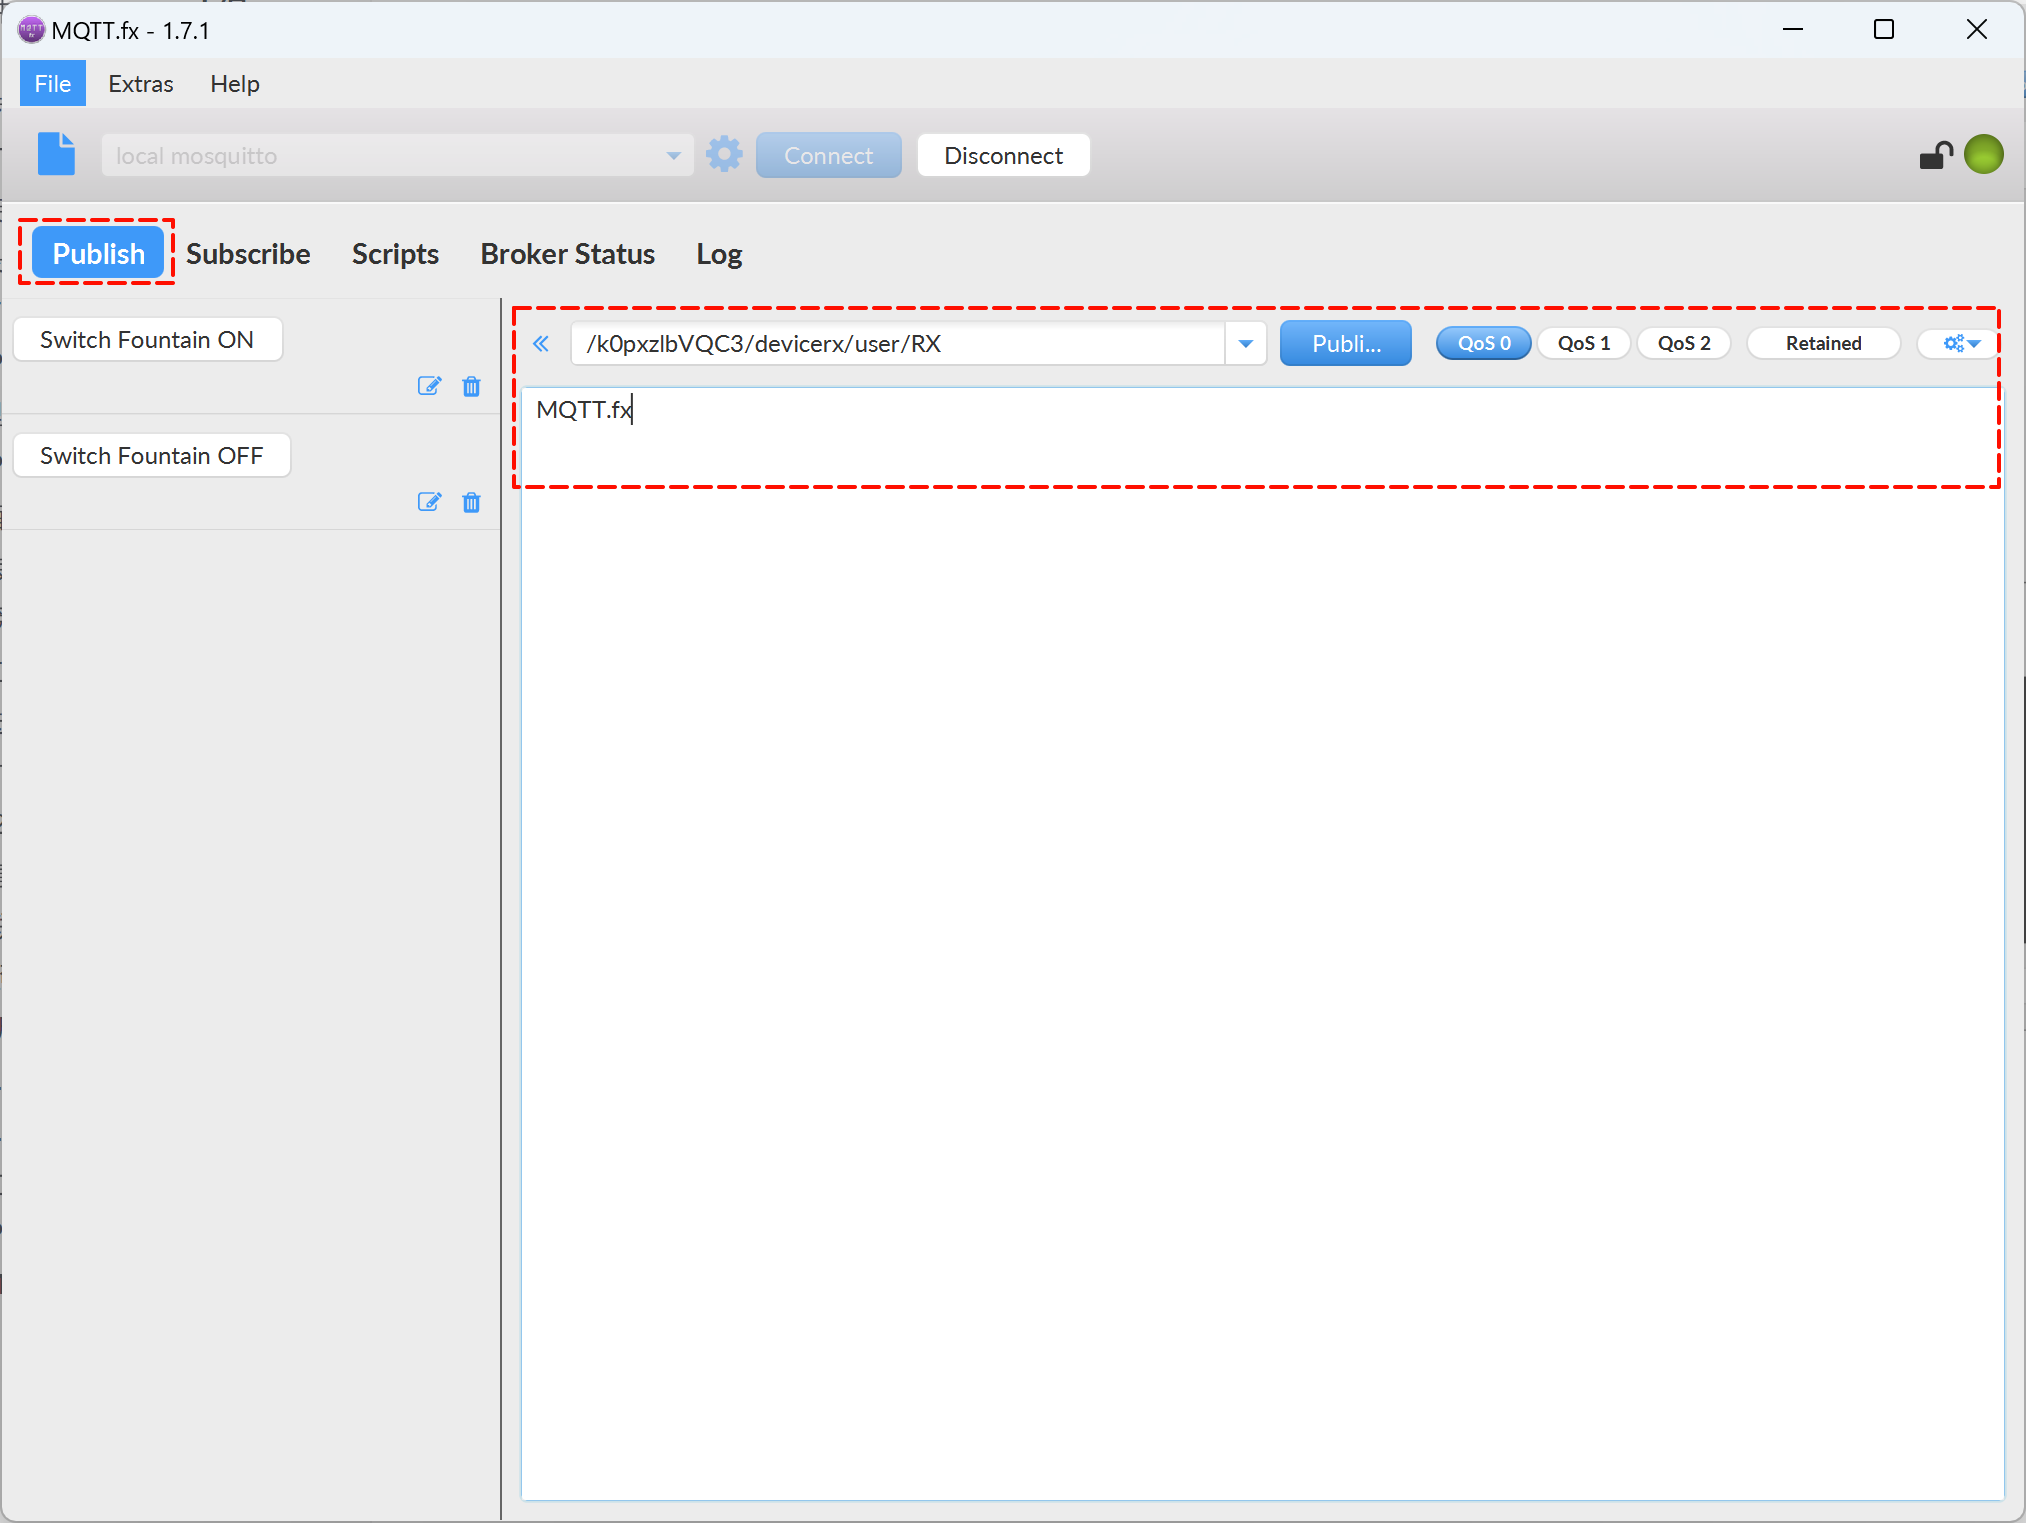 MQTT.fx - 1.7.1
File Extras Help
local mosquitto Connect Disconnect
Publish Subscribe Scripts Broker Status Log
Switch Fountain ON
Switch Fountain OFF
/k0pxzlbVQC3/devicerx/user/RX Publi... QoS 0 QoS 1 QoS 2 Retained
MQTT.fx